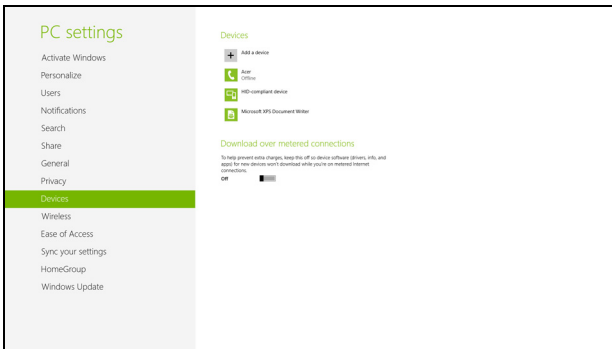 PC settings
Activate Windows
Personalize
Users
Notifications
Search
Share
General
Privacy
Devices
Wireless
Ease of Access
Sync your settings
HomeGroup
Windows Update
Devices
Add a device
Acer
Offline
HID-compliant device
Microsoft XPS Document Writer
Download over metered connections
To help prevent extra charges, keep this off so device software (drivers, info, and
apps) for new devices won't download while you're on metered Internet
connections.
Off